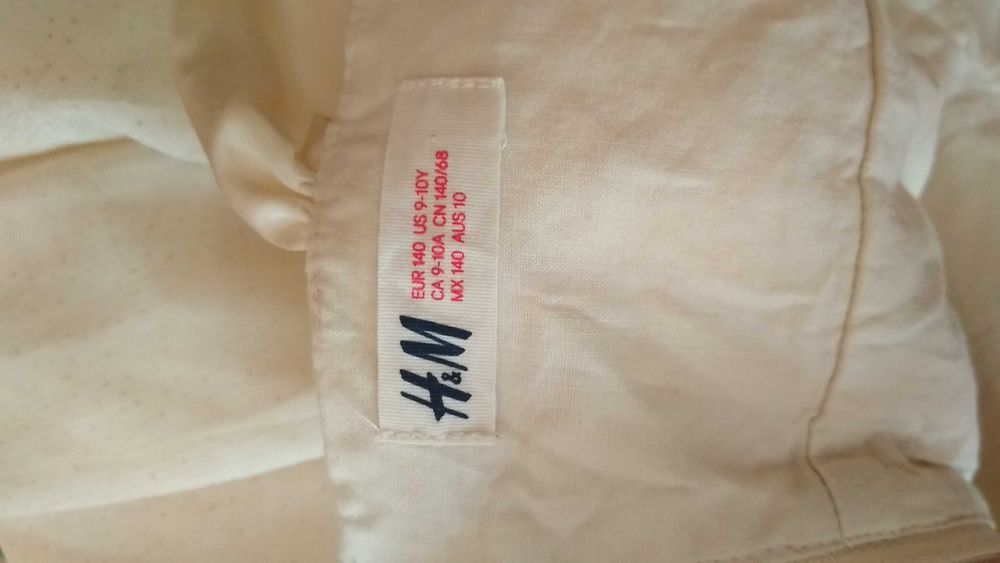 H&M
EUR 140 US 9-10Y
CA 9-10A CN 140/68
MX 140 AUS 10